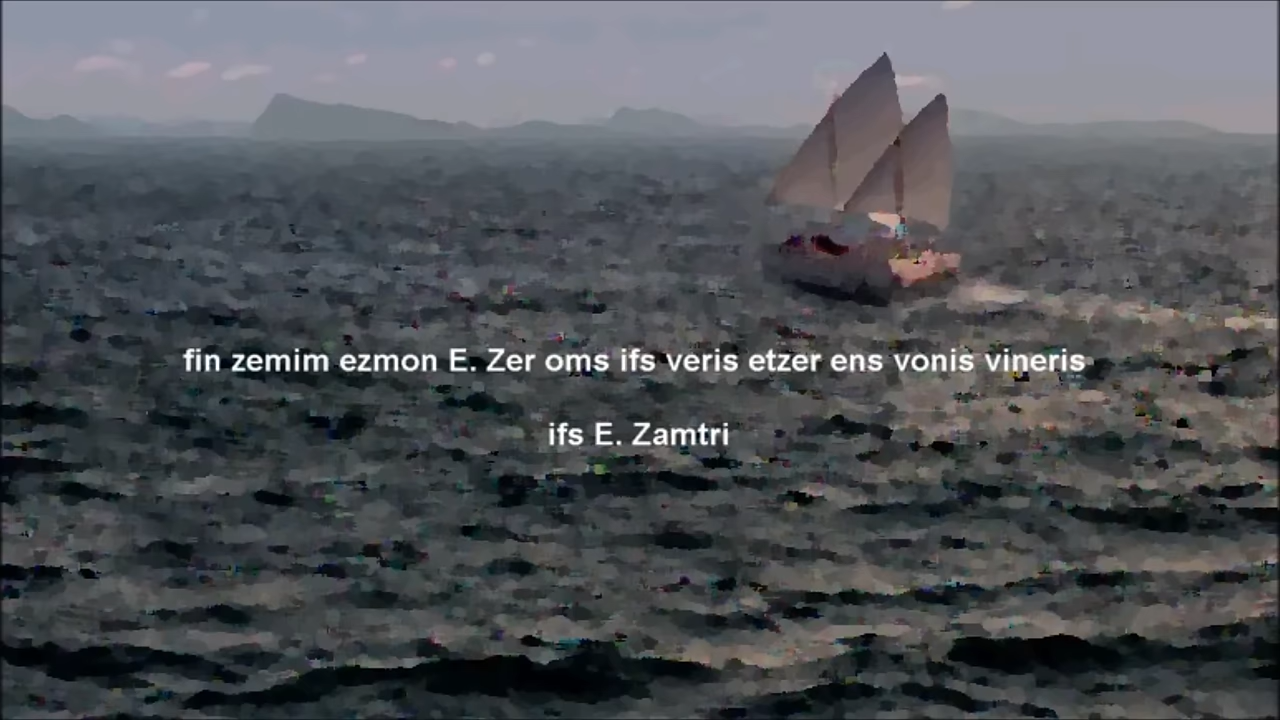 fin zemim ezmon E. Zer oms ifs veris etzer ens vonis vineris
ifs E. Zamtri